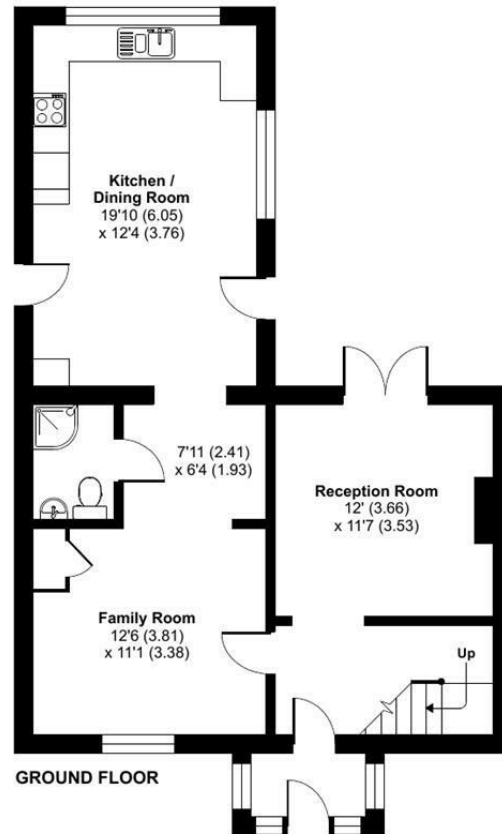 Kitchen /
Dining Room
19'10 (6.05)
x 12'4 (3.76)
7'11 (2.41)
x 6'4 (1.93)
Reception Room
12' (3.66)
x 11'7 (3.53)
Family Room
12'6 (3.81)
x 11'1 (3.38)
Up
GROUND FLOOR